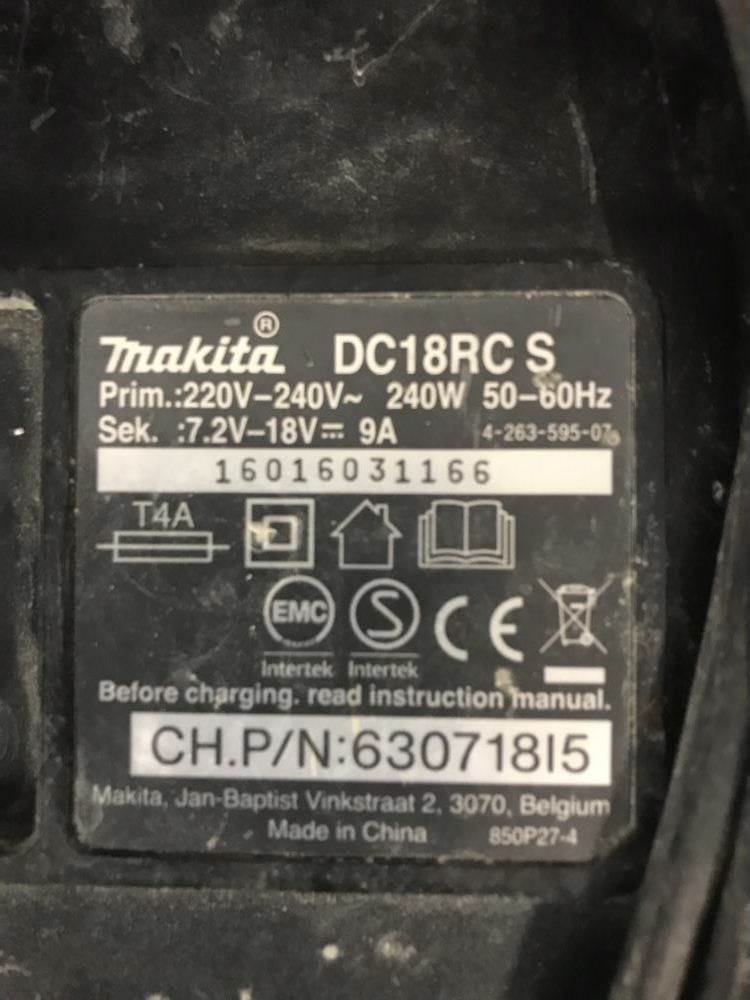 makita® DC18RC S
Prim.:220V–240V~ 240W 50–60Hz
Sek. :7.2V–18V⎓ 9A 4-263-595-07
16016031166
T4A
EMC S CE
Intertek Intertek
Before charging. read instruction manual.
CH.P/N:630718I5
Makita, Jan-Baptist Vinkstraat 2, 3070, Belgium
Made in China 850P27-4